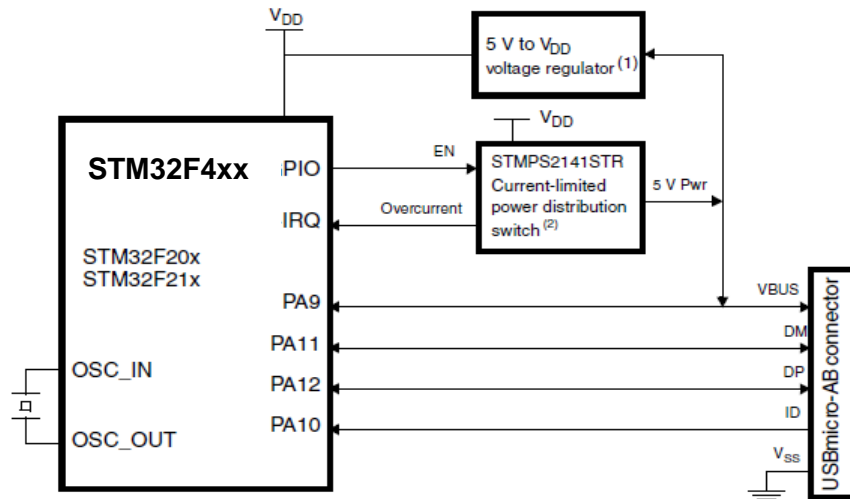 VDD
5 V to VDD
voltage regulator (1)
VDD
STM32F4xx
PIO
EN
STMPS2141STR
Current-limited
power distribution
switch (2)
5 V Pwr
IRQ
Overcurrent
STM32F20x
STM32F21x
PA9
VBUS
PA11
DM
OSC_IN
PA12
DP
PA10
ID
OSC_OUT
VSS
USBmicro-AB connector